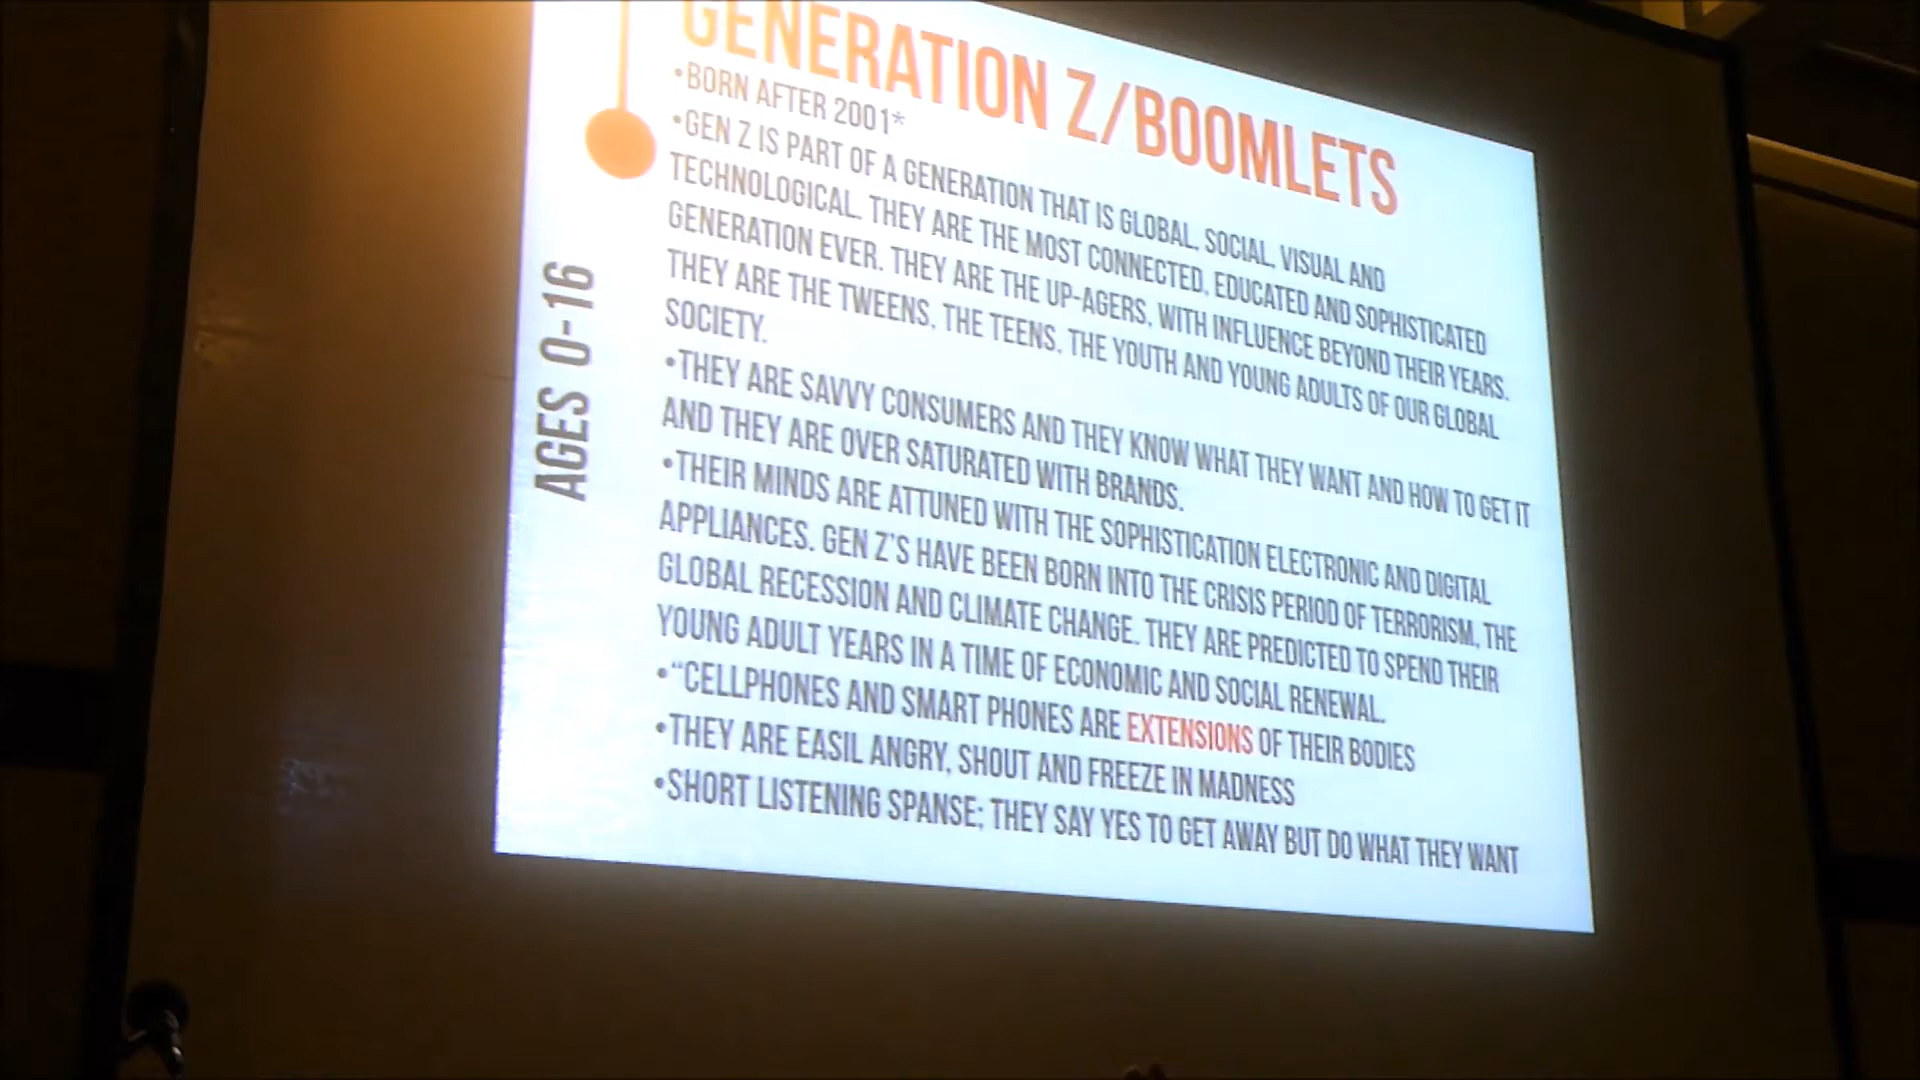 GENERATION Z/BOOMLETS
•BORN AFTER 2001*
•GEN Z IS PART OF A GENERATION THAT IS GLOBAL, SOCIAL, VISUAL AND
TECHNOLOGICAL. THEY ARE THE MOST CONNECTED, EDUCATED AND SOPHISTICATED
GENERATION EVER. THEY ARE THE UP-AGERS, WITH INFLUENCE BEYOND THEIR YEARS.
THEY ARE THE TWEENS, THE TEENS, THE YOUTH AND YOUNG ADULTS OF OUR GLOBAL
SOCIETY.
•THEY ARE SAVVY CONSUMERS AND THEY KNOW WHAT THEY WANT AND HOW TO GET IT
AND THEY ARE OVER SATURATED WITH BRANDS.
•THEIR MINDS ARE ATTUNED WITH THE SOPHISTICATION ELECTRONIC AND DIGITAL
APPLIANCES. GEN Z'S HAVE BEEN BORN INTO THE CRISIS PERIOD OF TERRORISM, THE
GLOBAL RECESSION AND CLIMATE CHANGE. THEY ARE PREDICTED TO SPEND THEIR
YOUNG ADULT YEARS IN A TIME OF ECONOMIC AND SOCIAL RENEWAL.
•“CELLPHONES AND SMART PHONES ARE EXTENSIONS OF THEIR BODIES
•THEY ARE EASIL ANGRY, SHOUT AND FREEZE IN MADNESS
•SHORT LISTENING SPANSE; THEY SAY YES TO GET AWAY BUT DO WHAT THEY WANT
AGES 0-16